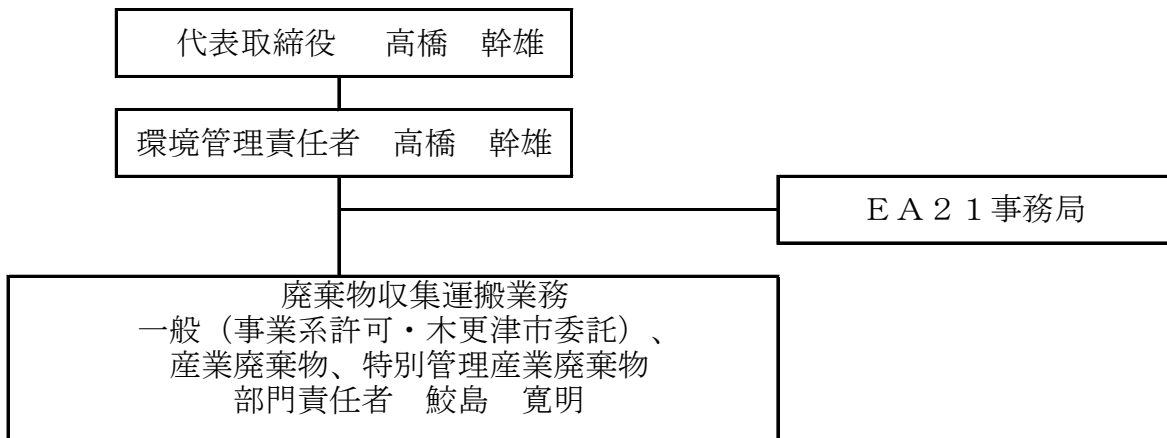 代表取締役　高橋　幹雄
環境管理責任者　高橋　幹雄
ＥＡ２１事務局
廃棄物収集運搬業務
一般（事業系許可・木更津市委託）、
産業廃棄物、特別管理産業廃棄物
部門責任者　鮫島　寛明